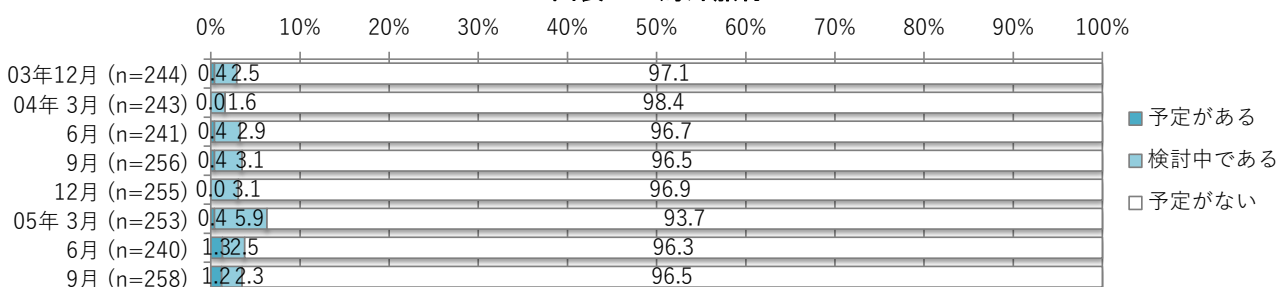 0% 10% 20% 30% 40% 50% 60% 70% 80% 90% 100%
03年12月 (n=244) 0.4 2.5 97.1
04年 3月 (n=243) 0.0 1.6 98.4
6月 (n=241) 0.4 2.9 96.7
9月 (n=256) 0.4 3.1 96.5
12月 (n=255) 0.0 3.1 96.9
05年 3月 (n=253) 0.4 5.9 93.7
6月 (n=240) 1.3 2.5 96.3
9月 (n=258) 1.2 2.3 96.5
予定がある
検討中である
予定がない